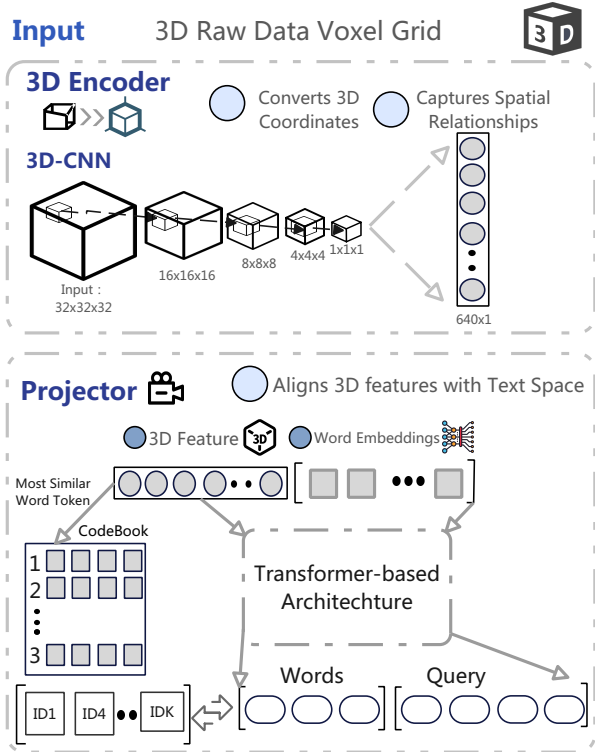 Input
3D Raw Data Voxel Grid
3 D
3D Encoder
Converts 3D
Coordinates
Captures Spatial
Relationships
3D-CNN
Input :
32x32x32
16x16x16
8x8x8
4x4x4
1x1x1
640x1
Projector
Aligns 3D features with Text Space
3D Feature
3D
Word Embeddings
Most Similar
Word Token
CodeBook
1
2
3
Transformer-based
Architechture
Words
Query
ID1
ID4
IDK